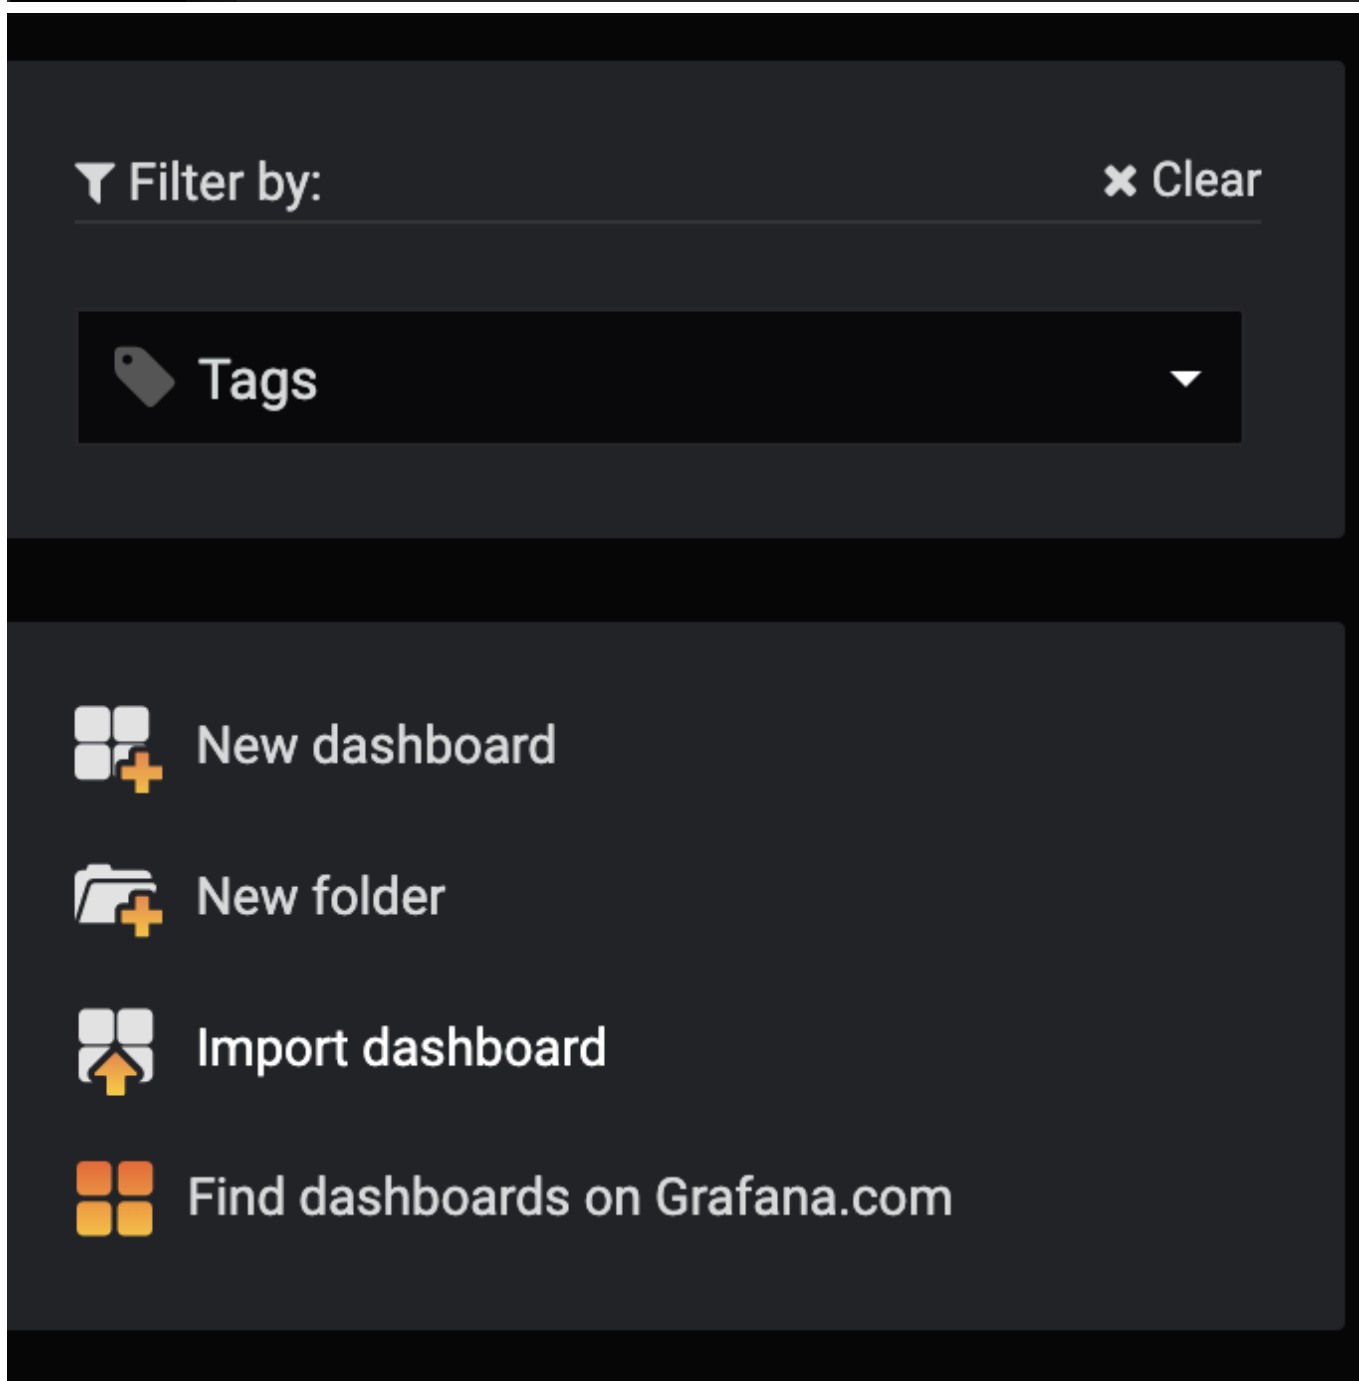 Filter by:
Clear
Tags
New dashboard
New folder
Import dashboard
Find dashboards on Grafana.com